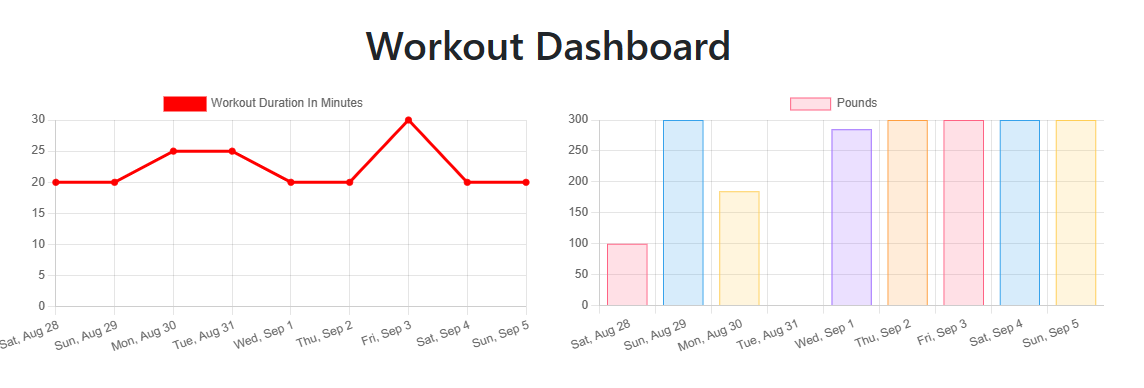 Workout Dashboard
Workout Duration In Minutes
30
25
20
15
10
5
0
Sat, Aug 28
Sun, Aug 29
Mon, Aug 30
Tue, Aug 31
Wed, Sep 1
Thu, Sep 2
Fri, Sep 3
Sat, Sep 4
Sun, Sep 5
Pounds
300
250
200
150
100
50
0
Sat, Aug 28
Sun, Aug 29
Mon, Aug 30
Tue, Aug 31
Wed, Sep 1
Thu, Sep 2
Fri, Sep 3
Sat, Sep 4
Sun, Sep 5